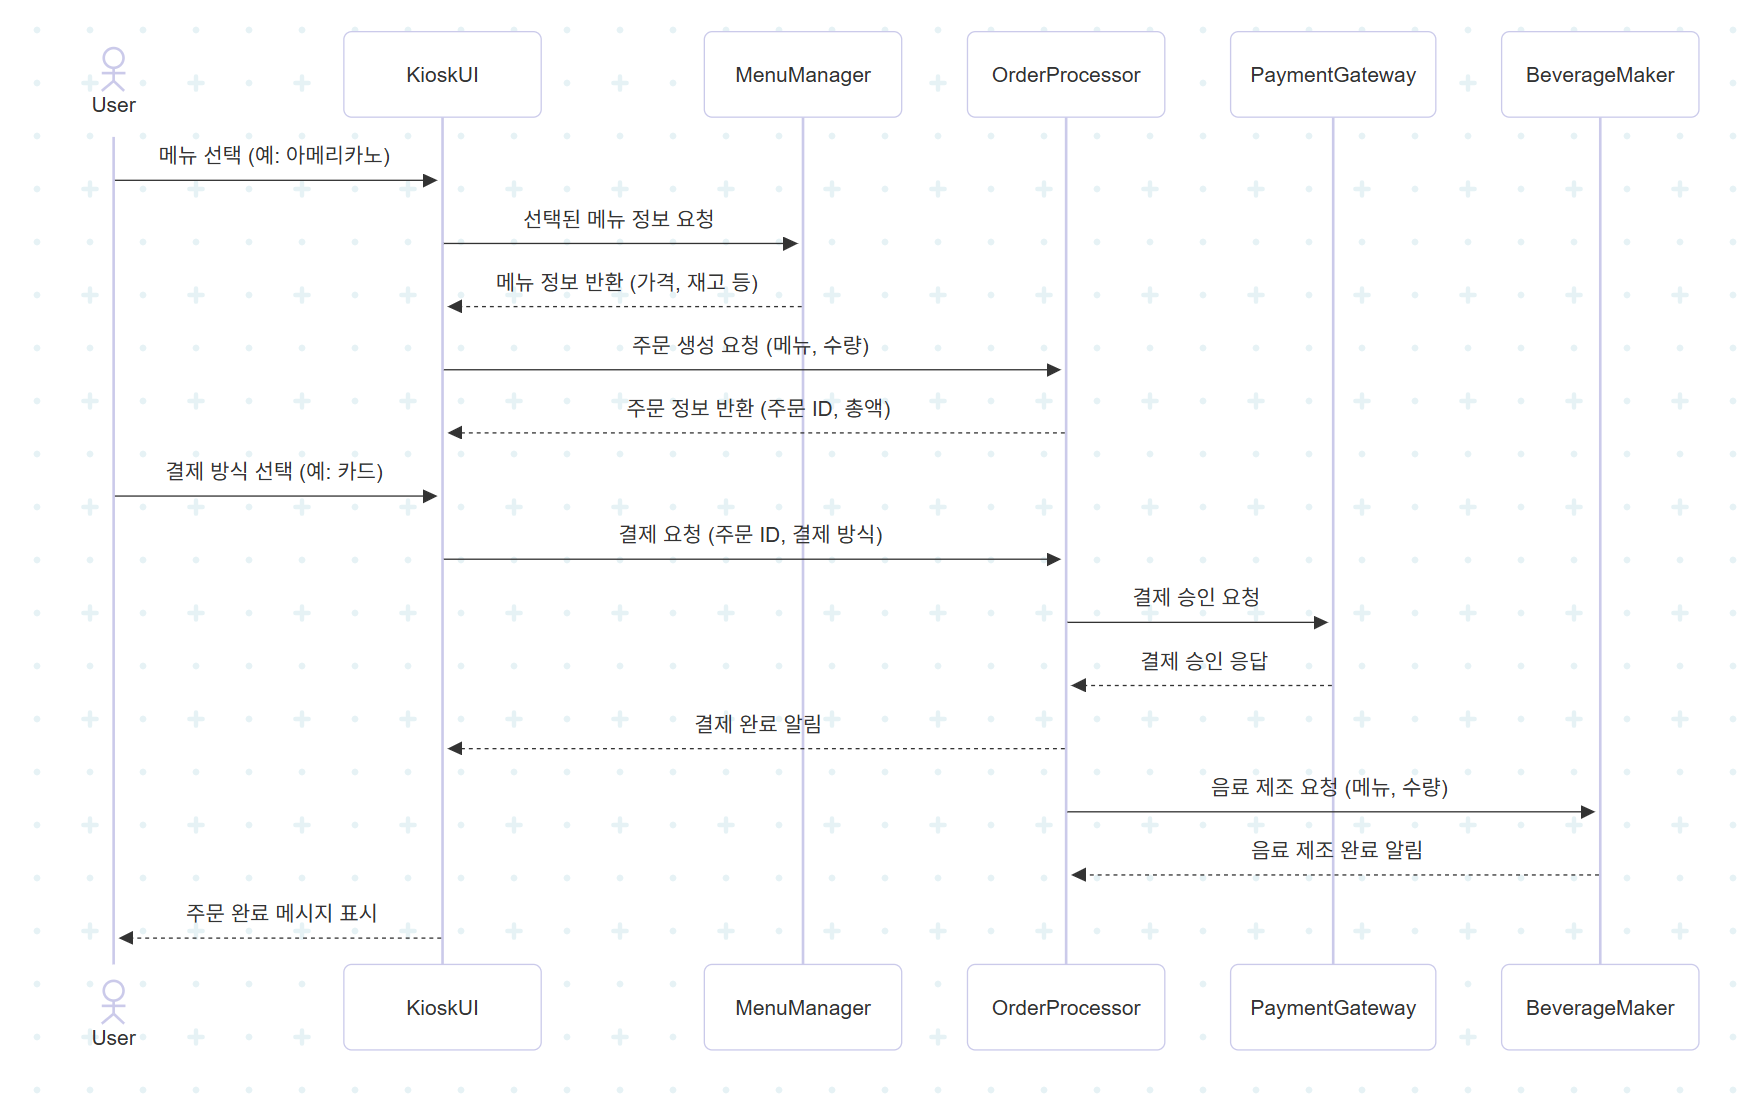 User
KioskUI
MenuManager
OrderProcessor
PaymentGateway
BeverageMaker
메뉴 선택 (예: 아메리카노)
선택된 메뉴 정보 요청
메뉴 정보 반환 (가격, 재고 등)
주문 생성 요청 (메뉴, 수량)
주문 정보 반환 (주문 ID, 총액)
결제 방식 선택 (예: 카드)
결제 요청 (주문 ID, 결제 방식)
결제 승인 요청
결제 승인 응답
결제 완료 알림
음료 제조 요청 (메뉴, 수량)
음료 제조 완료 알림
주문 완료 메시지 표시
User
KioskUI
MenuManager
OrderProcessor
PaymentGateway
BeverageMaker